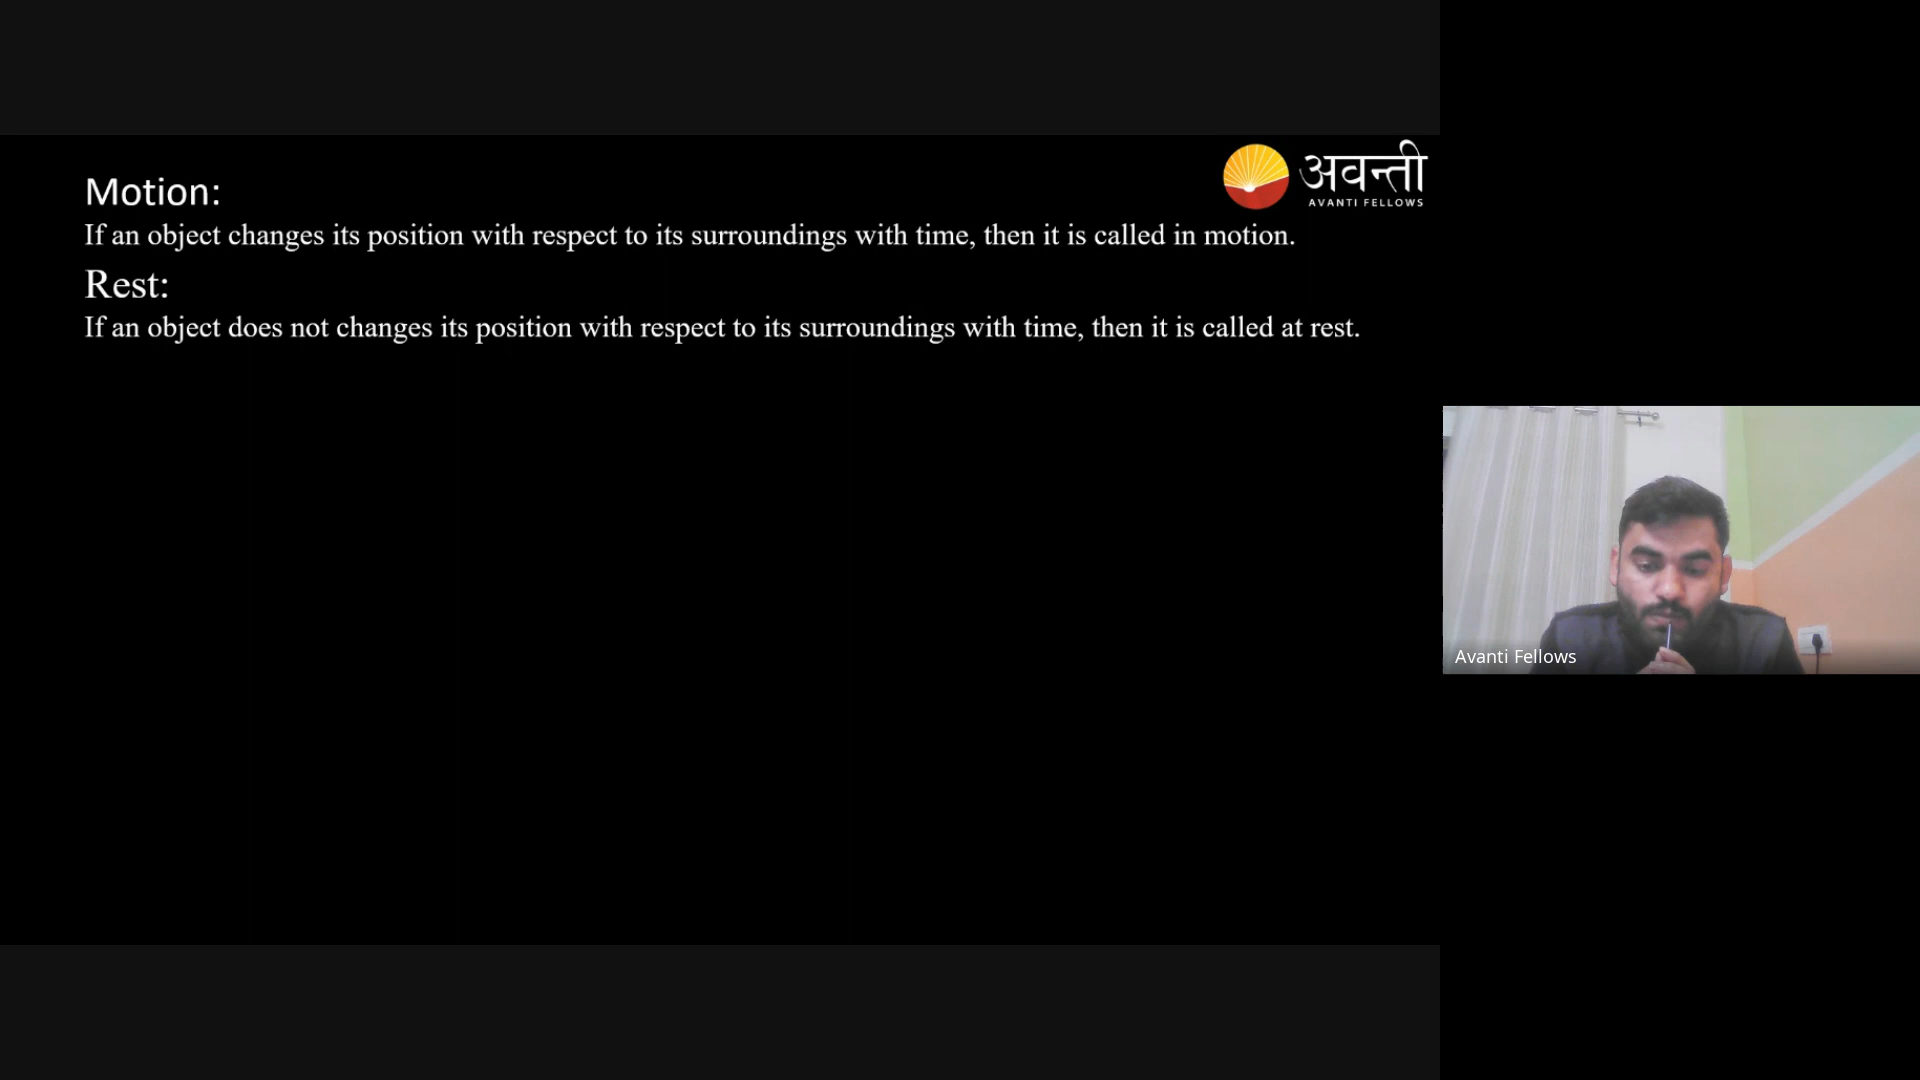 अवन्ती
AVANTI FELLOWS
Motion:
If an object changes its position with respect to its surroundings with time, then it is called in motion.
Rest:
If an object does not changes its position with respect to its surroundings with time, then it is called at rest.
Avanti Fellows